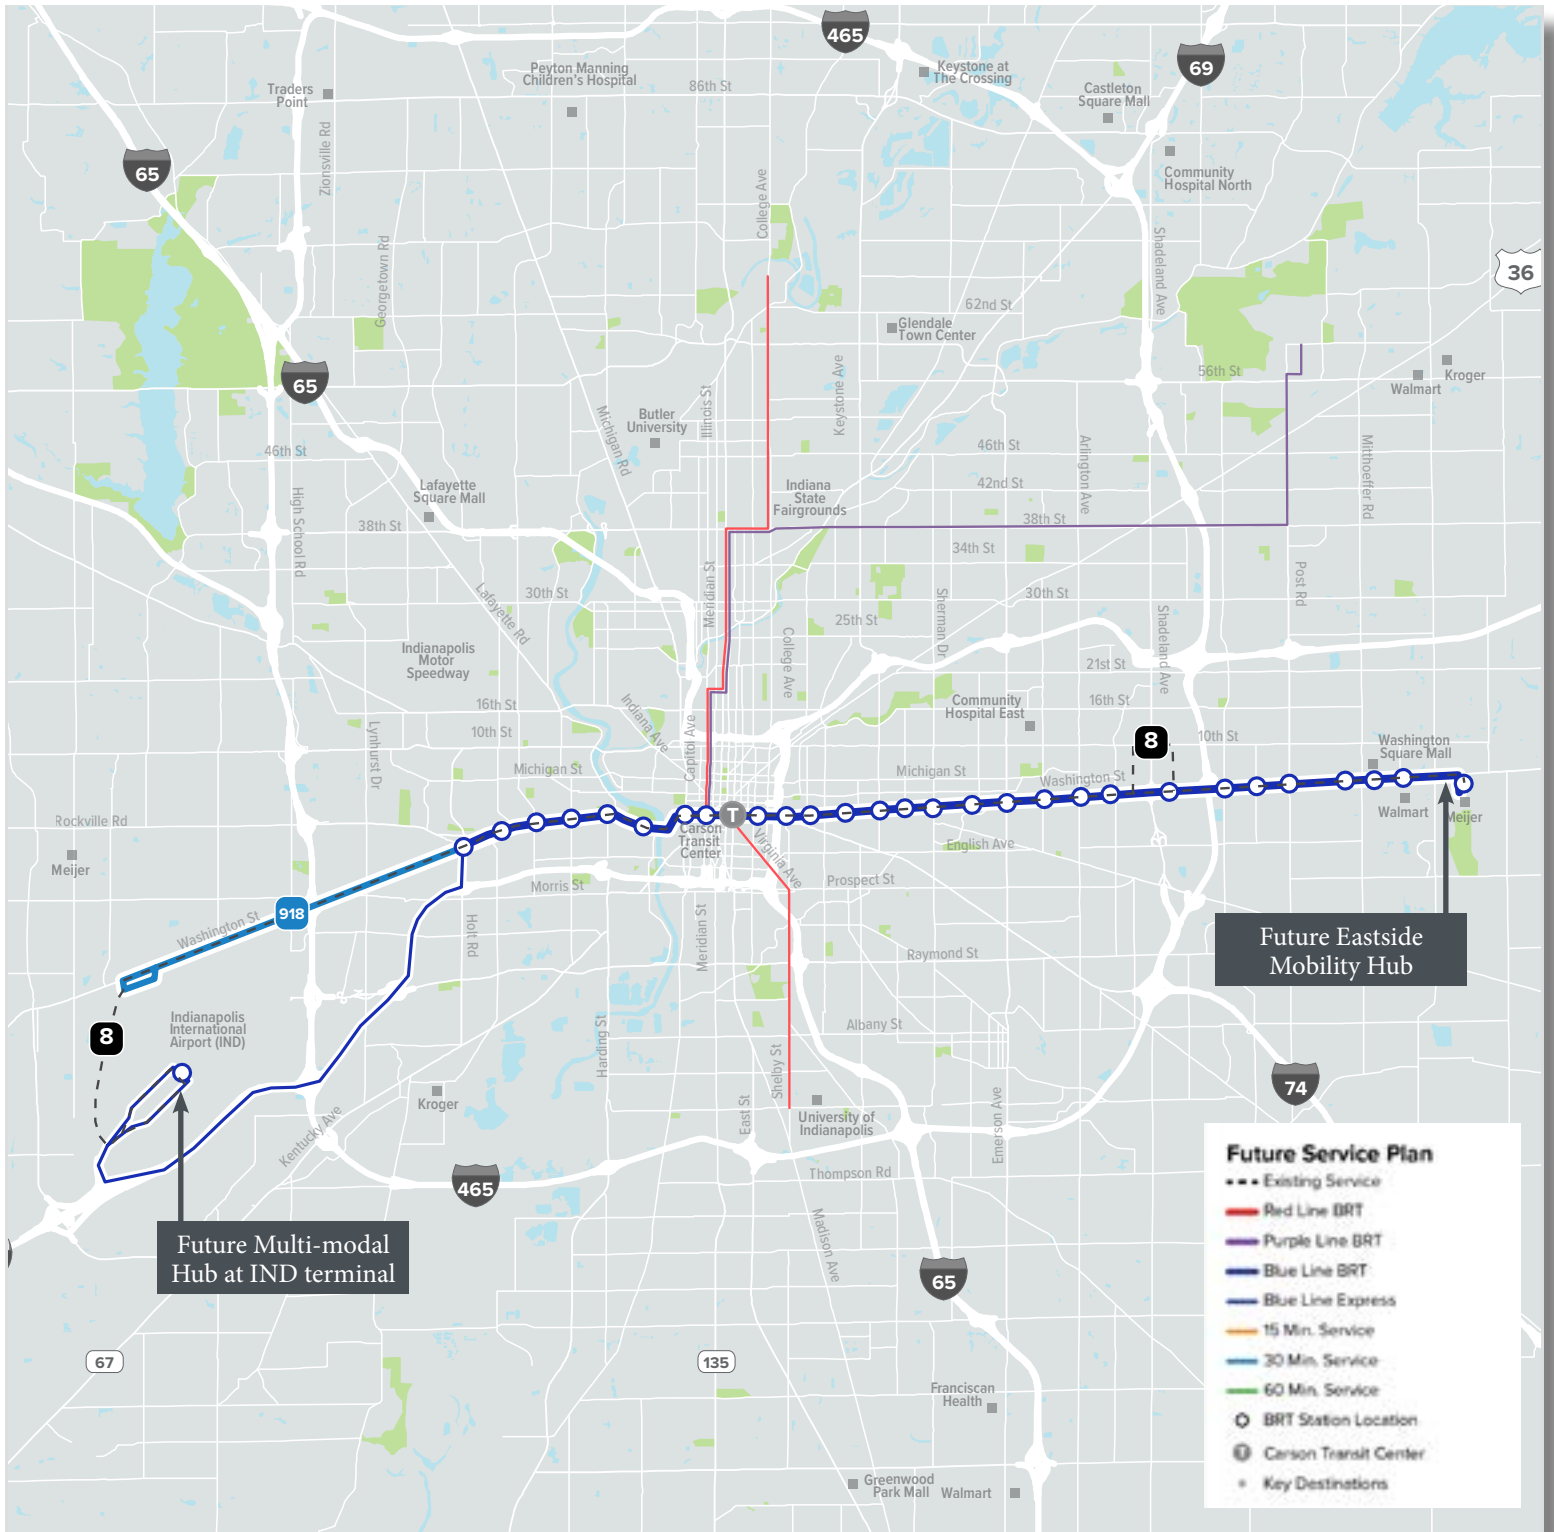 465
69
Peyton Manning
Children's Hospital
Keystone at
The Crossing
86th St
Traders
Point
Castleton
Square Mall
Zionsville Rd
65
Community
Hospital North
College Ave
Shadeland Ave
Georgetown Rd
36
62nd St
Glendale
Town Center
65
Keystone Ave
56th St
Walmart
Kroger
Illinois St
Michigan Rd
Butler
University
46th St
46th St
Arlington Ave
Mitthoeffer Rd
Lafayette
Square Mall
High School Rd
Indiana
State
Fairgrounds
42nd St
38th St
38th St
34th St
Meridian St
Post Rd
30th St
Lafayette Rd
30th St
Sherman Dr
25th St
College Ave
Shadeland Ave
Indianapolis
Motor
Speedway
21st St
16th St
Indiana Ave
Community
Hospital East
16th St
10th St
Lynhurst Dr
Capitol Ave
8
10th St
Washington
Square Mall
Michigan St
Michigan St
Washington St
Rockville Rd
T
Carson
Transit
Center
Virginia Ave
English Ave
Walmart
Meijer
Meijer
Morris St
Prospect St
918
Washington St
Holt Rd
Meridian St
Raymond St
Future Eastside
Mobility Hub
8
Indianapolis
International
Airport (IND)
Harding St
Albany St
Shelby St
Kroger
74
Kentucky Ave
East St
University of
Indianapolis
Emerson Ave
465
Thompson Rd
Madison Ave
Future Multi-modal
Hub at IND terminal
65
67
135
Franciscan
Health
Greenwood
Park Mall
Walmart
Future Service Plan
Existing Service
Red Line BRT
Purple Line BRT
Blue Line BRT
Blue Line Express
15 Min. Service
30 Min. Service
60 Min. Service
BRT Station Location
T Carson Transit Center
Key Destinations